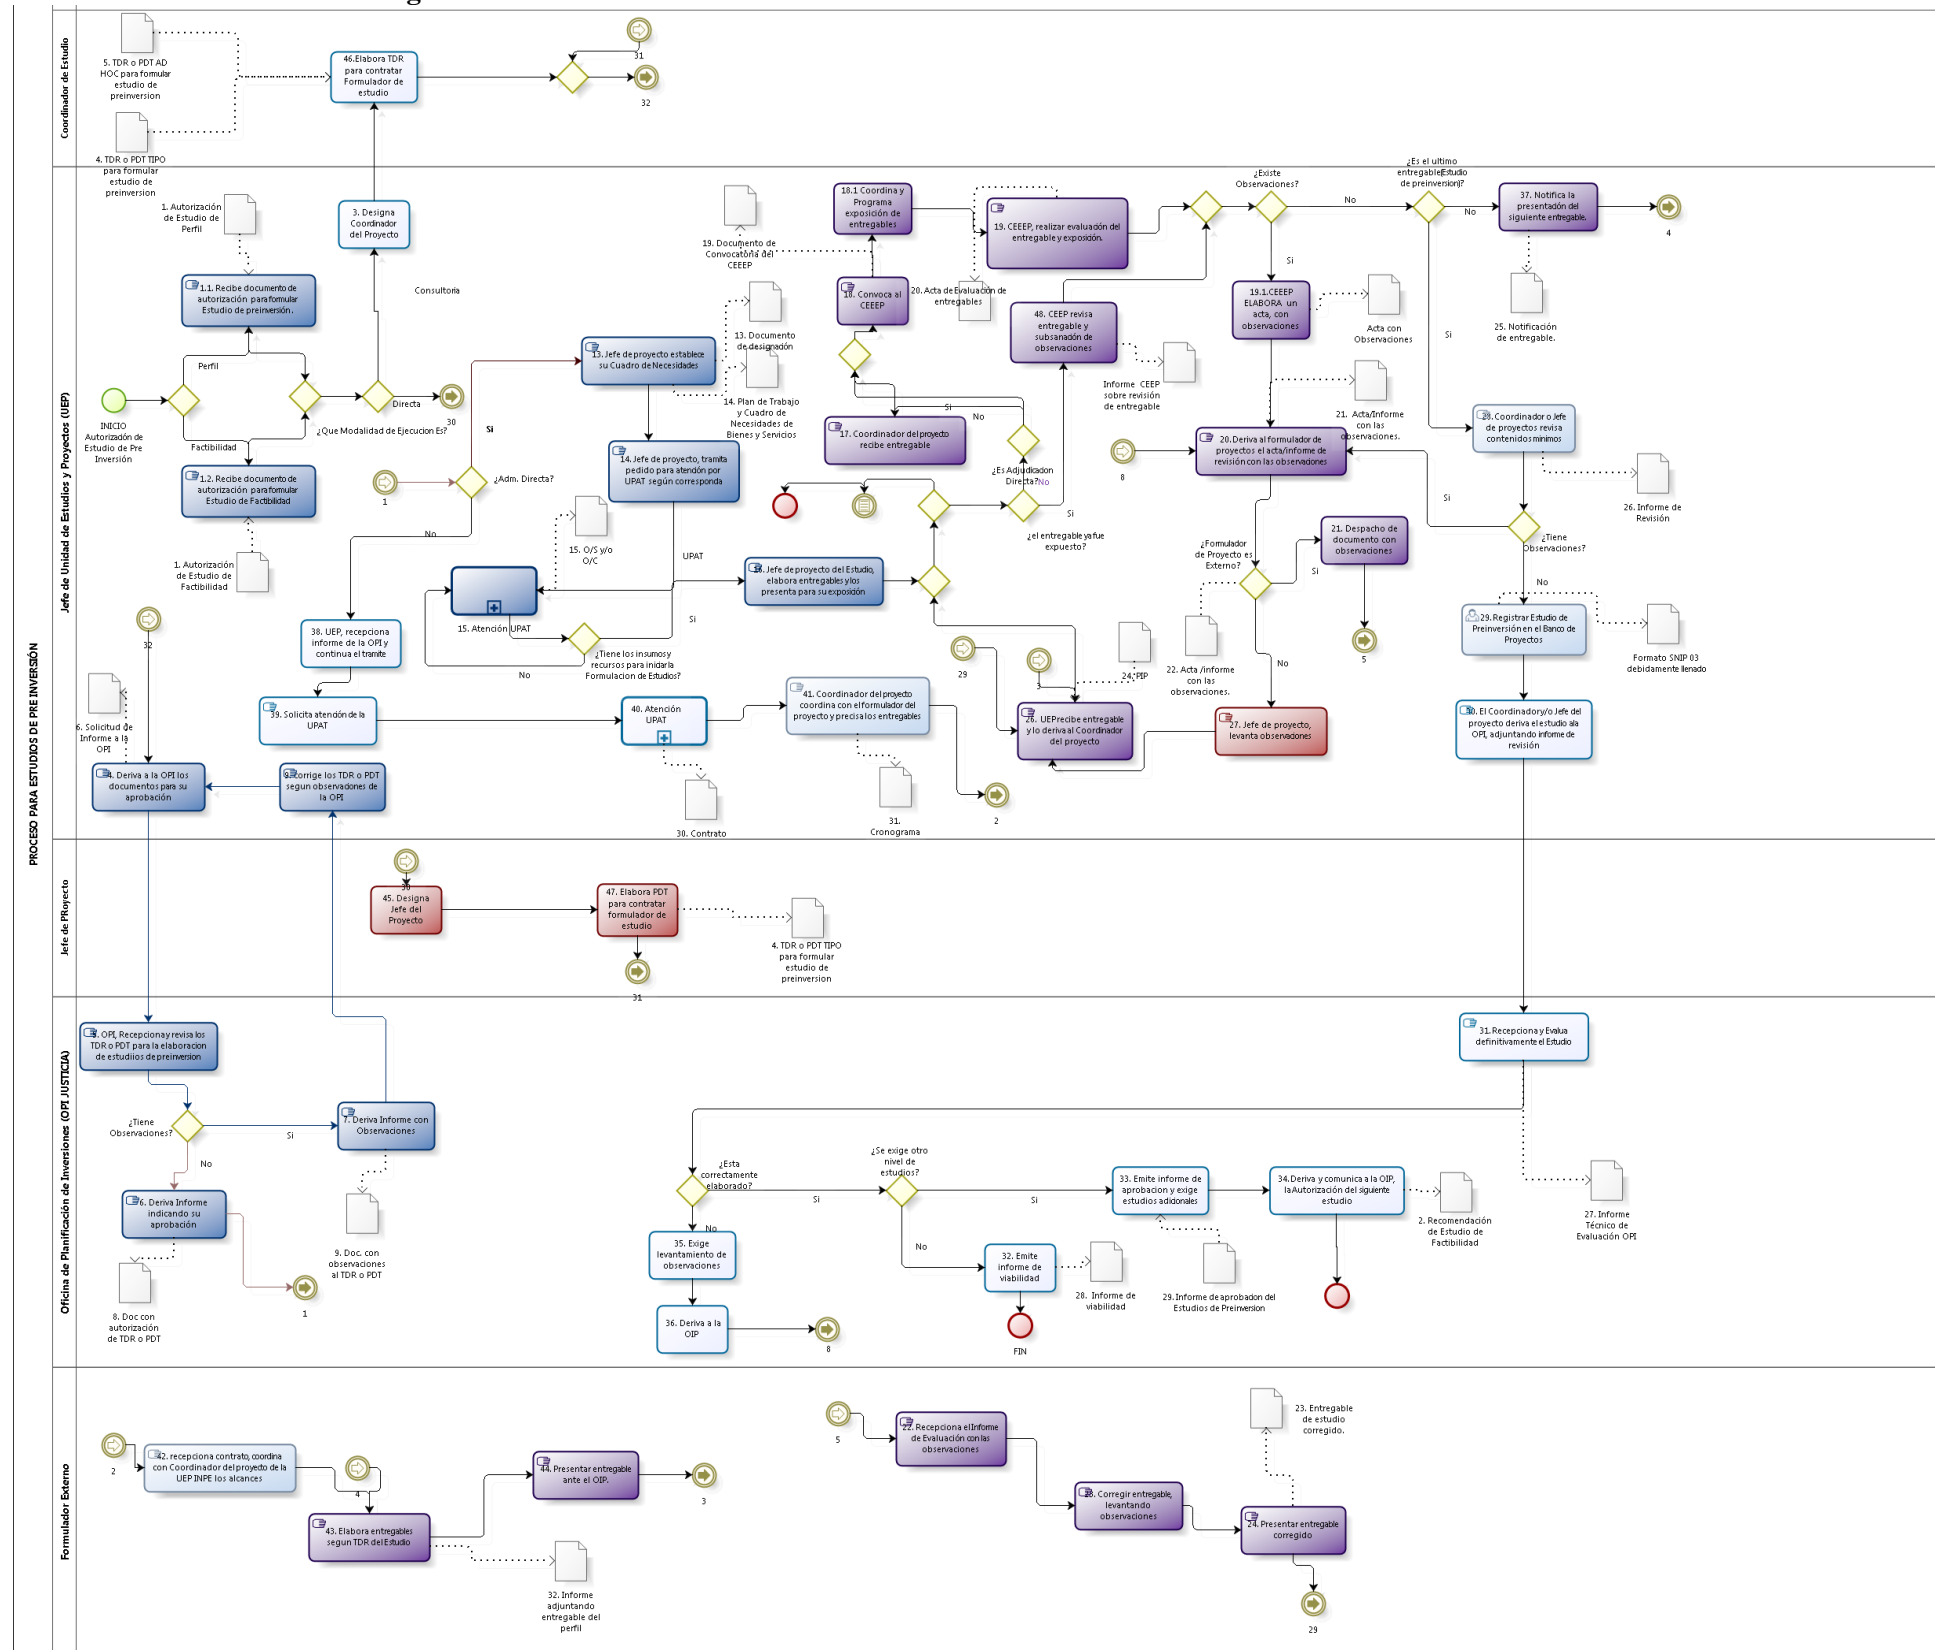 PROCESO PARA ESTUDIOS DE PREINVERSIÓN
Coordinador de Estudio
5. TDR o PDT AD
HOC para formular
estudio de
preinversion
4. TDR o PDT TIPO
para formular
estudio de
preinversion
46.Elabora TDR
para contratar
Formulador de
estudio
31
32
Jefe de Unidad de Estudios y Proyectos (UEP)
1. Autorización
de Estudio de
Perfil
3. Designa
Coordinador
del Proyecto
1.1. Recibe documento de
autorización para formular
Estudio de preinversión.
Consultoria
Perfil
INICIO
Autorización de
Estudio de Pre
Inversión
Factibilidad
Directa
30
¿Que Modalidad de Ejecucion Es?
1.2. Recibe documento de
autorización para formular
Estudio de Factibilidad
1. Autorización
de Estudio de
Factibilidad
1
Si
¿Adm. Directa?
No
13. Jefe de proyecto establece
su Cuadro de Necesidades
13. Documento
de designación
14. Plan de Trabajo
y Cuadro de
Necesidades de
Bienes y Servicios
14. Jefe de proyecto, tramita
pedido para atención por
UPAT según corresponda
15. O/S y/o
O/C
UPAT
15. Atención UPAT
Si
¿Tiene los insumos y
recursos para iniciar la
Formulacion de Estudios?
No
16. Jefe de proyecto del Estudio,
elabora entregables y los
presenta para su exposición
38. UEP, recepciona
informe de la OPI y
continua el tramite
39. Solicita atención de la
UPAT
40. Atención
UPAT
30. Contrato
41. Coordinador del proyecto
coordina con el formulador del
proyecto y precisa los entregables
31.
Cronograma
2
32
6. Solicitud de
Informe a la
OPI
4. Deriva a la OPI los
documentos para su
aprobación
corrige los TDR o PDT
segun observaciones de
la OPI
19. Documento de
Convocatoria del
CEEEP
18.1 Coordina y
Programa
exposición de
entregables
18. Convoca al
CEEEP
19. CEEEP, realizar evaluación del
entregable y exposición.
20. Acta de Evaluación de
entregables
48. CEEP revisa
entregable y
subsanación de
observaciones
Informe CEEP
sobre revisión
de entregable
17. Coordinador del proyecto
recibe entregable
Si
No
¿Es Adjudicacion
Directa?
No
Si
¿el entregable ya fue
expuesto?
¿Existe
Observaciones?
No
Si
19.1.CEEEP
ELABORA un
acta, con
observaciones
Acta con
Observaciones
21. Acta/Informe
con las
observaciones.
8
20. Deriva al formulador de
proyectos el acta/informe de
revisión con las observaciones
¿Formulador
de Proyecto es
Externo?
Si
No
21. Despacho de
documento con
observaciones
5
22. Acta /informe
con las
observaciones.
24. PIP
29
3
26. UEP recibe entregable
y lo deriva al Coordinador
del proyecto
27. Jefe de proyecto,
levanta observaciones
¿Es el ultimo
entregable(Estudio
de preinversion)?
No
Si
37. Notifica la
presentación del
siguiente entregable.
4
25. Notificación
de entregable.
28. Coordinador o Jefe
de proyectos revisa
contenidos minimos
26. Informe de
Revisión
Si
¿Tiene
Observaciones?
No
29. Registrar Estudio de
Preinversión en el Banco de
Proyectos
Formato SNIP 03
debidamente llenado
30. El Coordinador y/o Jefe del
proyecto deriva el estudio a la
OPI, adjuntando informe de
revisión
Jefe de PRoyecto
30
45. Designa
Jefe del
Proyecto
47. Elabora PDT
para contratar
formulador de
estudio
31
4. TDR o PDT TIPO
para formular
estudio de
preinversion
Oficina de Planificación de Inversiones (OPI JUSTICIA)
5. OPI, Recepciona y revisa los
TDR o PDT para la elaboracion
de estudiios de preinversion
¿Tiene
Observaciones?
Si
No
7. Deriva Informe con
Observaciones
9. Doc. con
observaciones
al TDR o PDT
6. Deriva Informe
indicando su
aprobación
8. Doc con
autorización
de TDR o PDT
1
¿Esta
correctamente
elaborado?
Si
No
35. Exige
levantamiento de
observaciones
36. Deriva a la
OIP
8
¿Se exige otro
nivel de
estudios?
Si
No
32. Emite
informe de
viabilidad
FIN
28. Informe de
viabilidad
33. Emite informe de
aprobacion y exige
estudios adicionales
29.Informe de aprobacion del
Estudios de Preinversion
34.Deriva y comunica a la OIP,
la Autorización del siguiente
estudio
2. Recomendación
de Estudio de
Factibilidad
31. Recepciona y Evalua
definitivamente el Estudio
27. Informe
Técnico de
Evaluación OPI
Formulador Externo
2
42. recepciona contrato, coordina
con Coordinador del proyecto de la
UEP INPE los alcances
4
43. Elabora entregables
segun TDR del Estudio
44. Presentar entregable
ante el OIP.
3
32. Informe
adjuntando
entregable del
perfil
5
22. Recepciona el Informe
de Evaluación con las
observaciones
23. Corregir entregable,
levantando
observaciones
24. Presentar entregable
corregido
23. Entregable
de estudio
corregido.
29